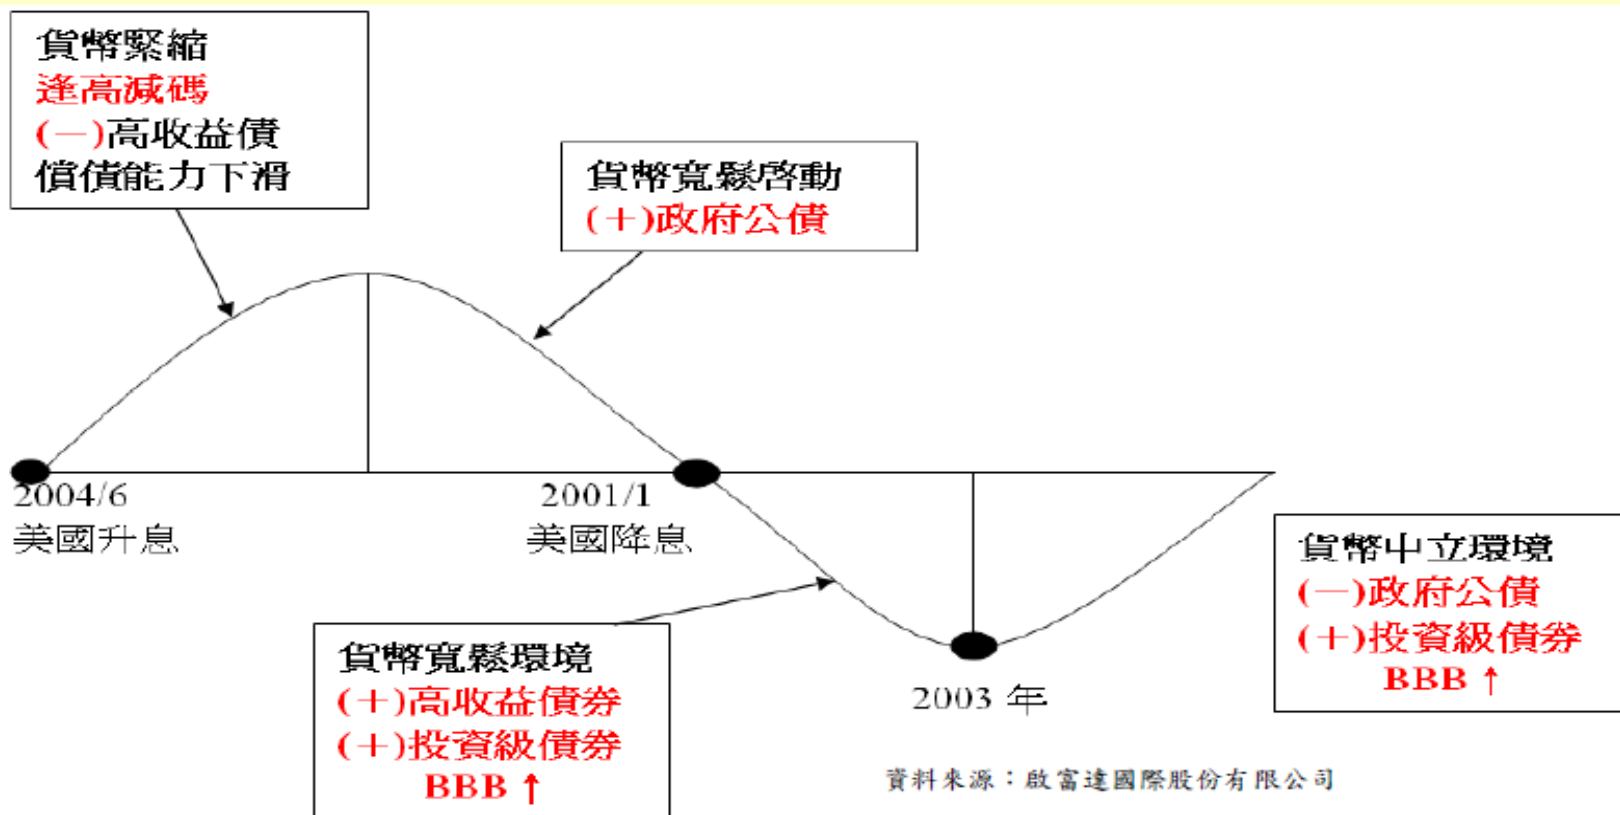 貨幣緊縮
逢高減碼
(－)高收益債
償債能力下滑
貨幣寬鬆啓動
(＋)政府公債
2004/6
美國升息
2001/1
美國降息
貨幣寬鬆環境
(＋)高收益債券
(＋)投資級債券
BBB ↑
2003 年
貨幣中立環境
(－)政府公債
(＋)投資級債券
BBB ↑
資料來源：啟富達國際股份有限公司